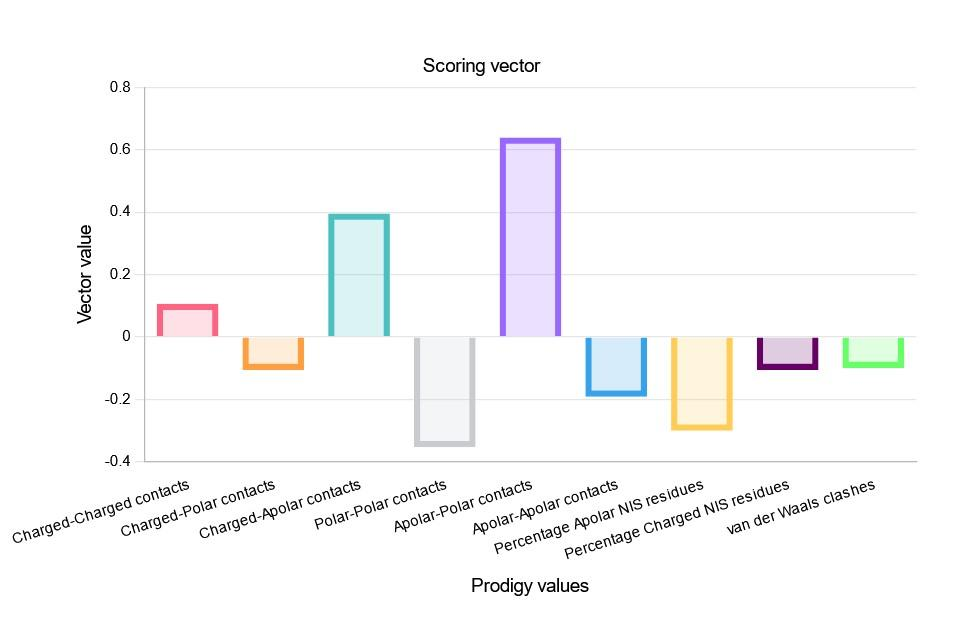 Scoring vector
0.8
0.6
0.4
0.2
0
-0.2
-0.4
Vector value
Charged-Charged contacts
Charged-Polar contacts
Charged-Apolar contacts
Polar-Polar contacts
Apolar-Polar contacts
Apolar-Apolar contacts
Percentage Apolar NIS residues
Percentage Charged NIS residues
van der Waals clashes
Prodigy values